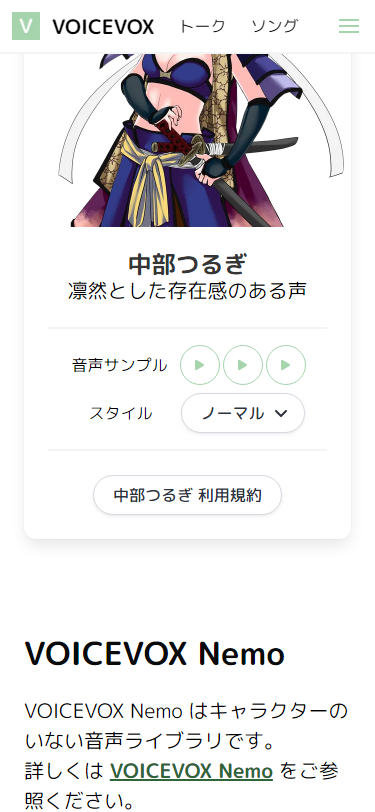 V VOICEVOX トーク ソング
中部つるぎ
凛然とした存在感のある声
音声サンプル
スタイル ノーマル
中部つるぎ 利用規約
VOICEVOX Nemo
VOICEVOX Nemo はキャラクターの
いない音声ライブラリです。
詳しくは VOICEVOX Nemo をご参
照ください。